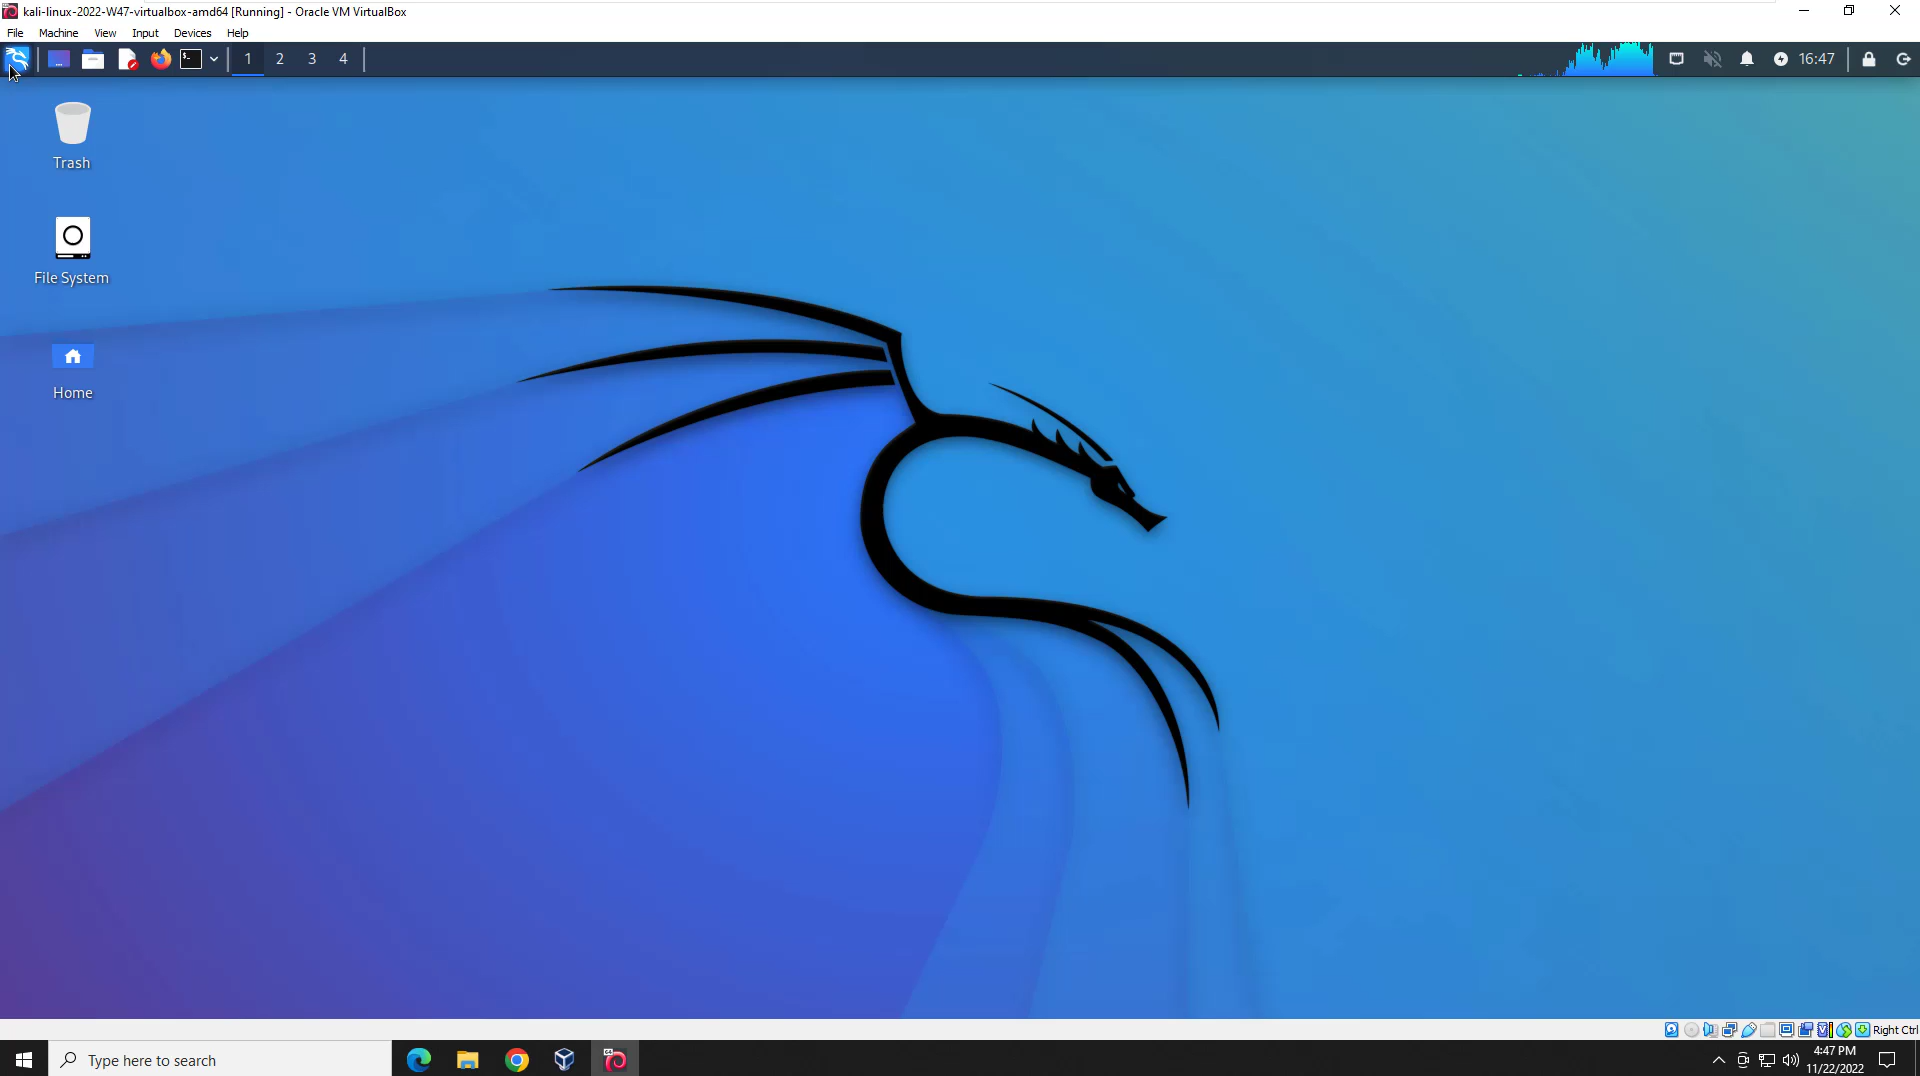 kali-linux-2022-W47-virtualbox-amd64 [Running] - Oracle VM VirtualBox
File Machine View Input Devices Help
1 2 3 4 16:47
Trash
File System
Home
Right Ctrl
Type here to search
4:47 PM
11/22/2022